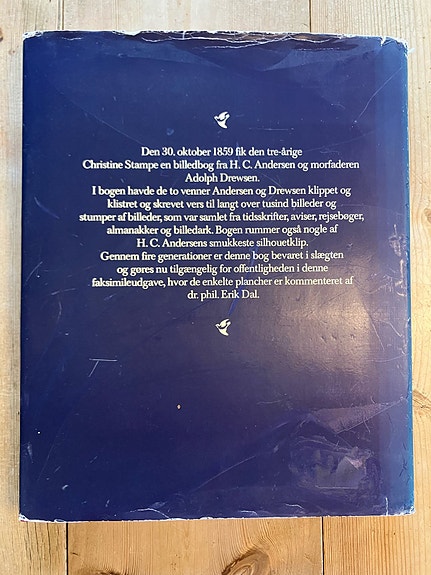 Den 30. oktober 1859 fik den tre-årige
Christine Stampe en billedbog fra H. C. Andersen og morfaderen
Adolph Drewsen.
I bogen havde de to venner Andersen og Drewsen klippet og
klistret og skrevet vers til langt over tusind billeder og
stumper af billeder, som var samlet fra tidsskrifter, aviser, rejsebøger,
almanakker og billedark. Bogen rummer også nogle af
H. C. Andersens smukkeste silhouetklip.
Gennem fire generationer er denne bog bevaret i slægten
og gøres nu tilgængelig for offentligheden i denne
faksimileudgave, hvor de enkelte plancher er kommenteret af
dr. phil. Erik Dal.